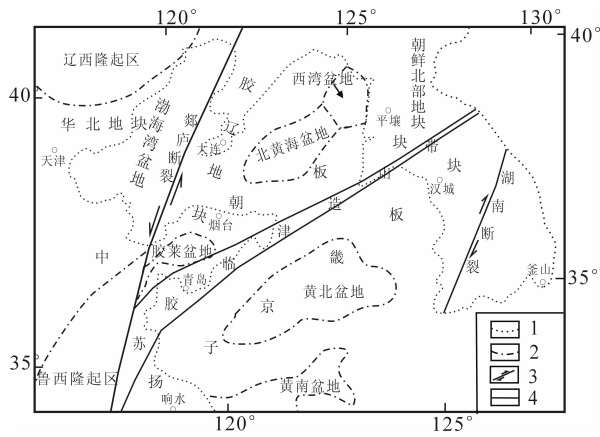 120°
125°
130°
40°
40
35°
35°
120°
125°
辽西隆起区
华北地块
渤海湾盆地
郯庐断裂
天津
大连
胶辽朝地块
西湾盆地
北黄海盆地
朝鲜北部地块
平壤
板块
汉城
烟台
胶莱盆地
青岛
临津造山带
湖南断裂
釜山
中
胶
京畿板块
黄北盆地
苏
子
扬
鲁西隆起区
响水
黄南盆地
1
2
3
4